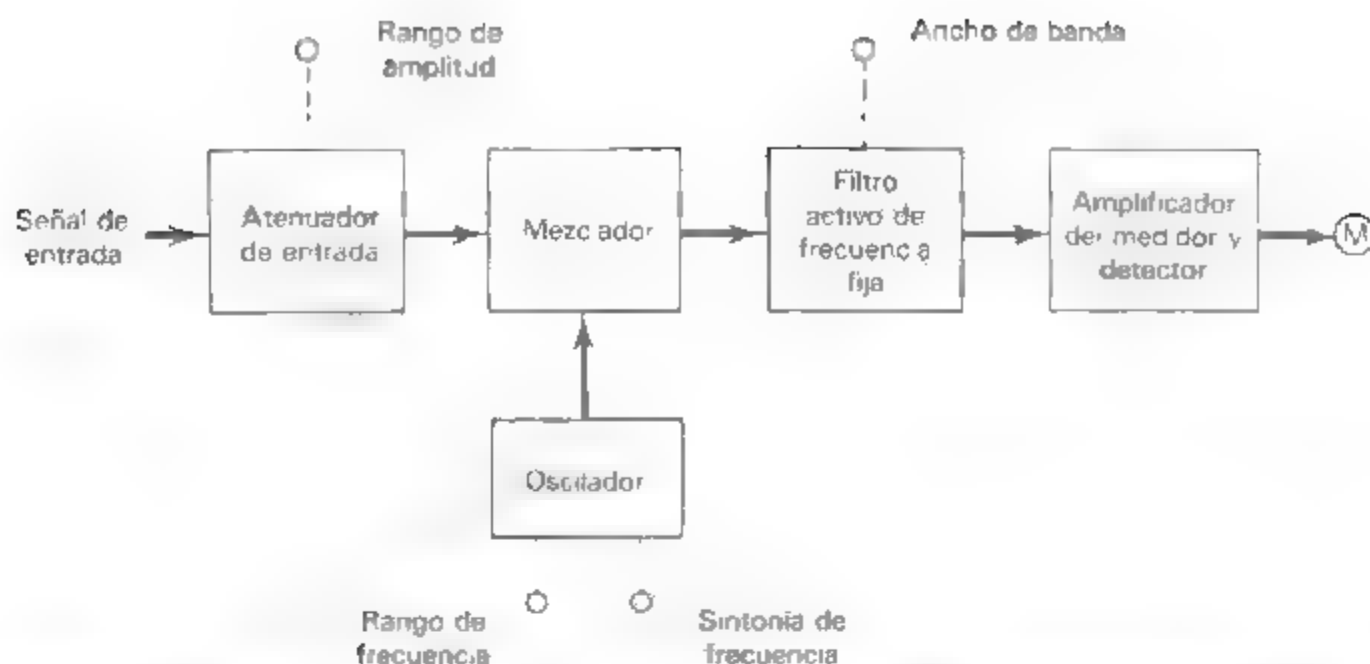 Rango de
amplitud
Ancho de banda
Señal de
entrada
Atenuador
de entrada
Mezclador
Filtro
activo de
frecuencia
fija
Amplificador
del medidor y
detector
M
Oscilador
Rango de
frecuencia
Sintonía de
frecuencia